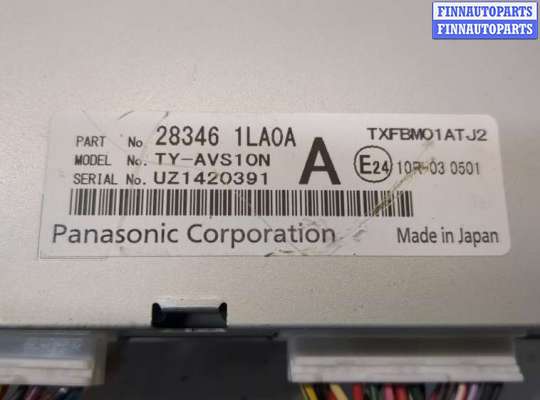 FINNAUTOPARTS
FINNAUTOPARTS
PART No. 28346 1LA0A
MODEL No. TY-AVS10N
SERIAL No. UZ1420391
A
TXFBM01ATJ2
E24 10R-03 0501
Panasonic Corporation
Made in Japan